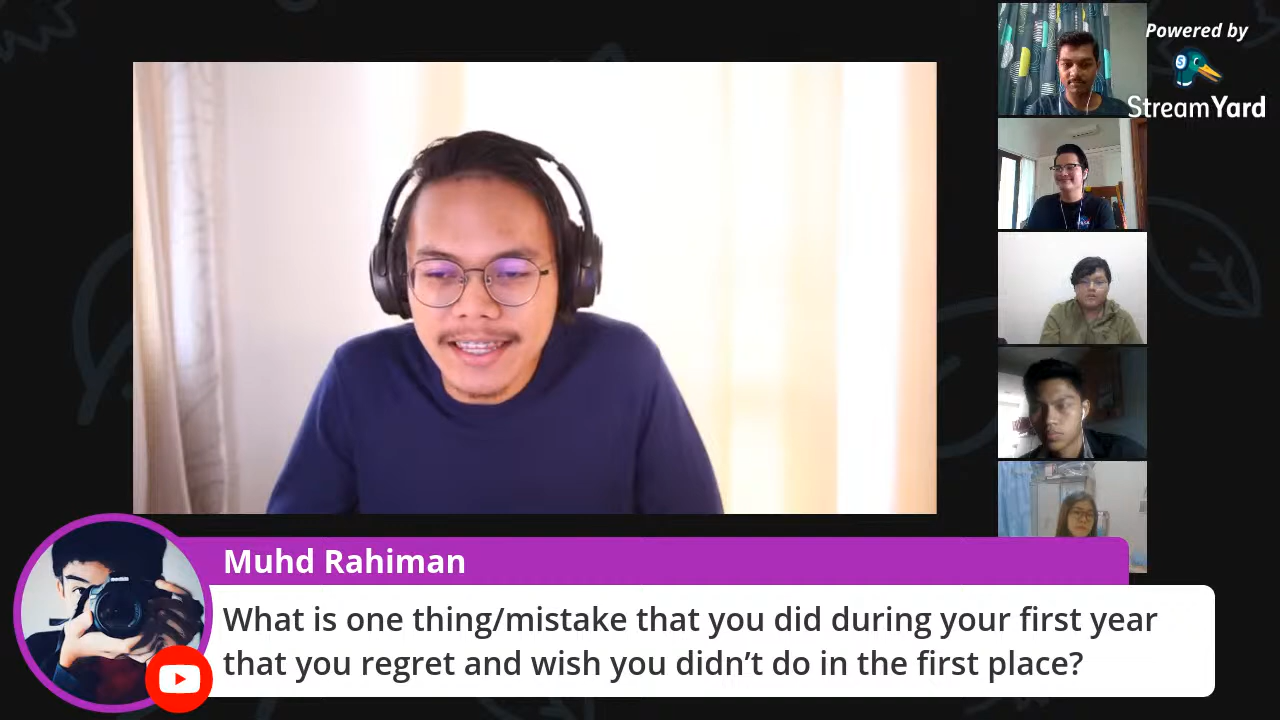 Powered by
StreamYard
Muhd Rahiman
What is one thing/mistake that you did during your first year
that you regret and wish you didn’t do in the first place?